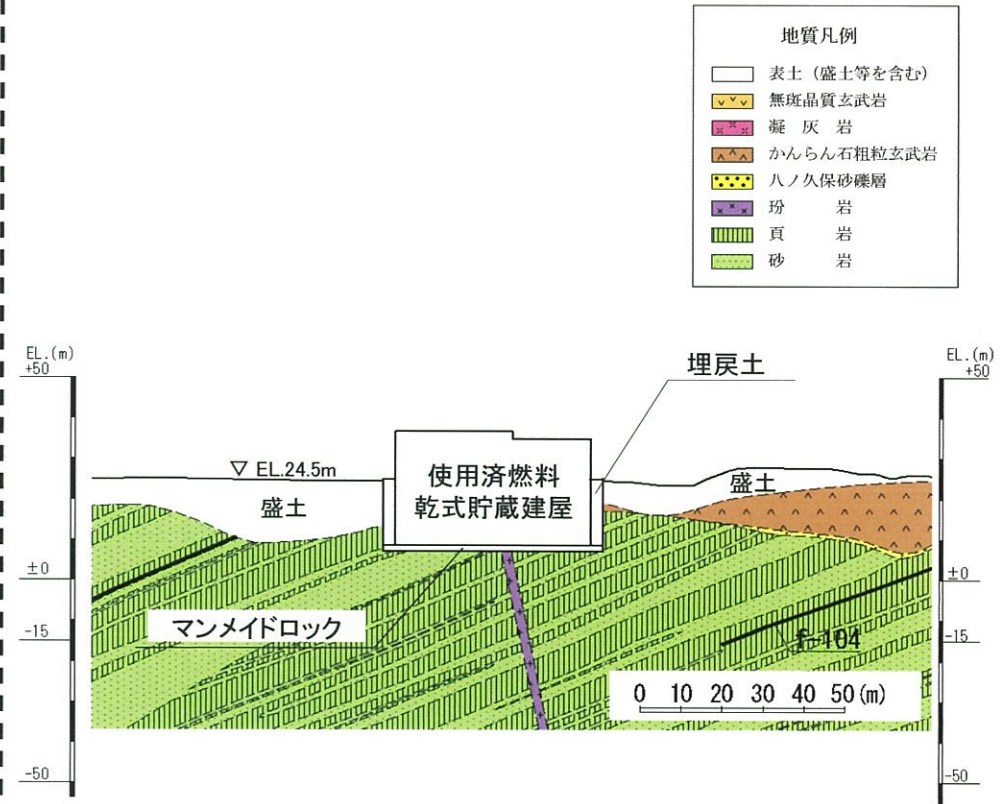 地質凡例
表土（盛土等を含む）
無斑晶質玄武岩
凝 灰 岩
かんらん石粗粒玄武岩
八ノ久保砂礫層
玢 岩
頁 岩
砂 岩
EL.(m)
+50
EL.(m)
+50
埋戻土
▽ EL.24.5m
使用済燃料
乾式貯蔵建屋
盛土
盛土
±0
±0
マンメイドロック
-15
f-104
-15
0 10 20 30 40 50(m)
-50
-50